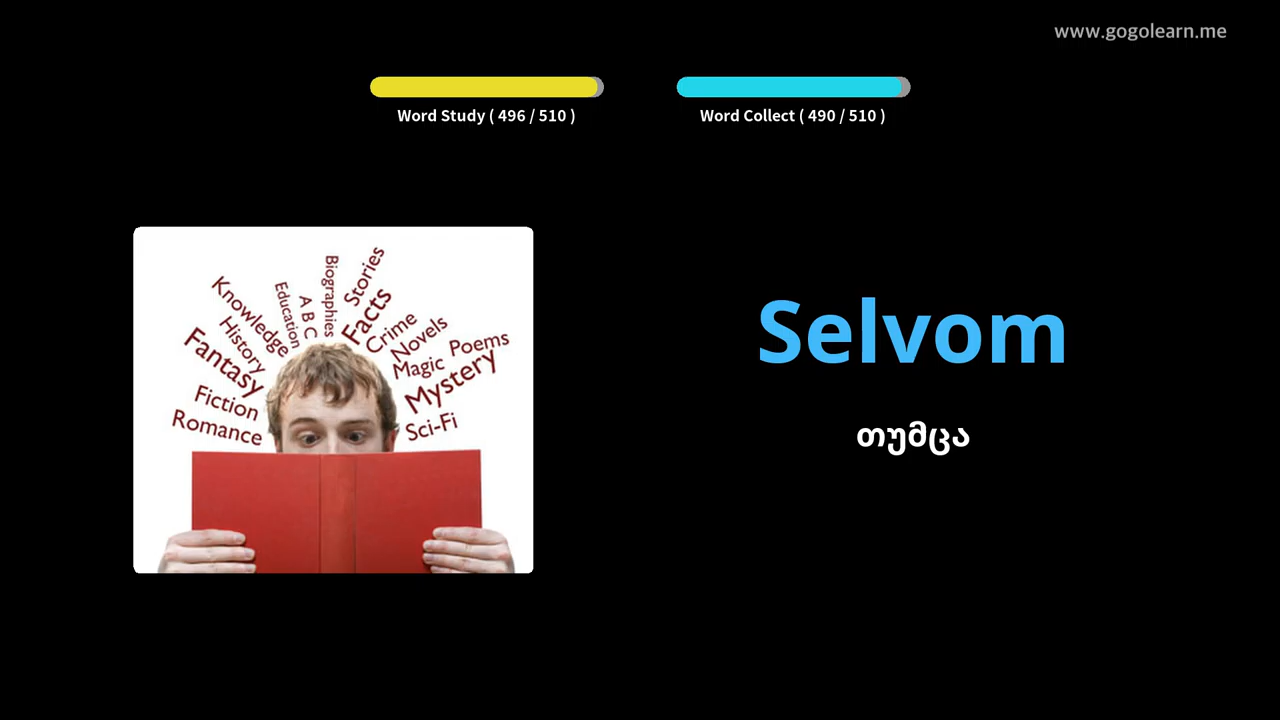 www.gogolearn.me
Word Study ( 496 / 510 )
Word Collect ( 490 / 510 )
Stories
Biographies
Facts
A B C
Education
Knowledge
Crime
Novels
History
Poems
Fantasy
Magic
Mystery
Fiction
Romance
Sci-Fi
Selvom
თუმცა